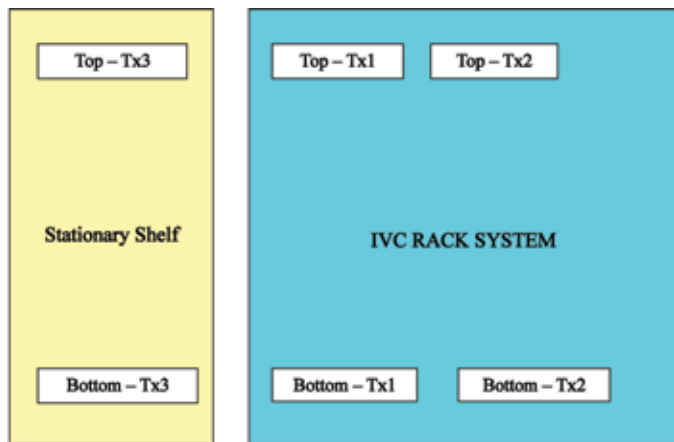 Top – Tx3
Top – Tx1
Top – Tx2
Stationary Shelf
IVC RACK SYSTEM
Bottom – Tx3
Bottom – Tx1
Bottom – Tx2